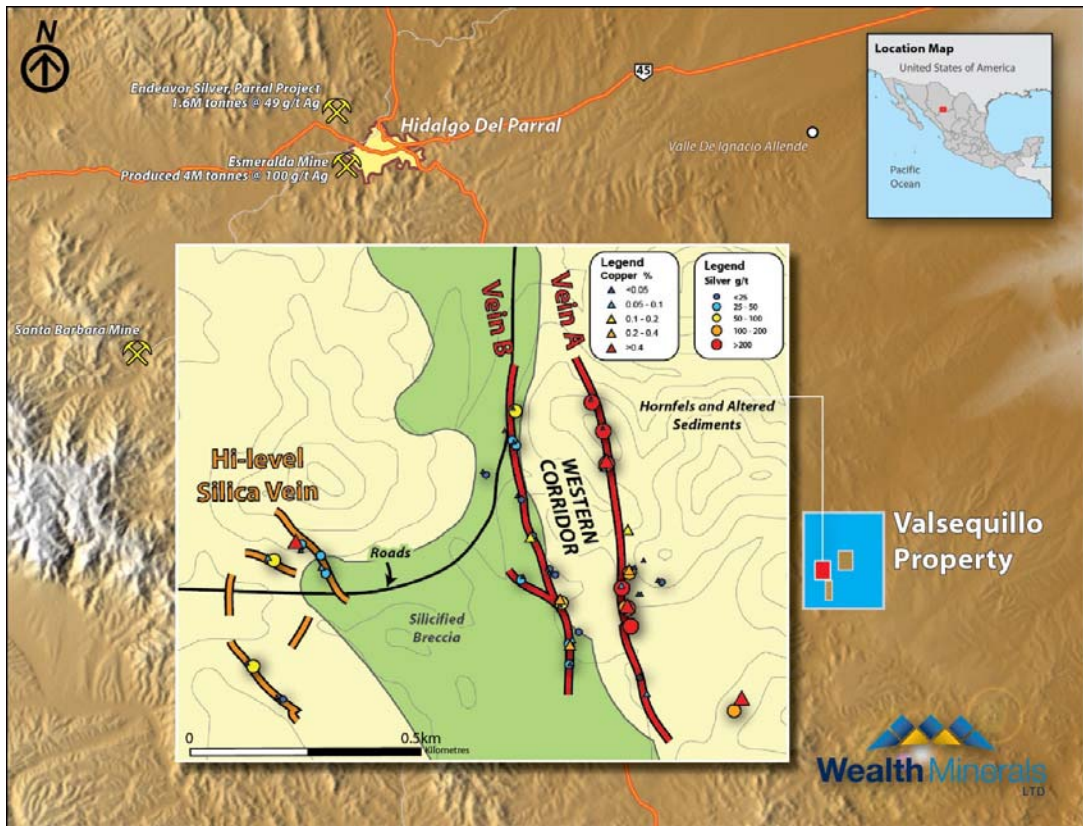 N
Endeavor Silver, Parral Project
1.6M tonnes @ 49 g/t Ag
Hidalgo Del Parral
Esmeralda Mine
Produced 4M tonnes @ 100 g/t Ag
45
Valle De Ignacio Allende
Location Map
United States of America
Pacific
Ocean
Santa Barbara Mine
Vein B
Vein A
Legend
Copper %
<0.05
0.05 - 0.1
0.1 - 0.2
0.2 - 0.4
>0.4
Legend
Silver g/t
<25
25 - 50
50 - 100
100 - 200
>200
Hornfels and Altered
Sediments
Hi-level
Silica Vein
WESTERN
CORRIDOR
Roads
Silicified
Breccia
0
0.5km
Kilometres
Valsequillo
Property
Wealth Minerals
LTD